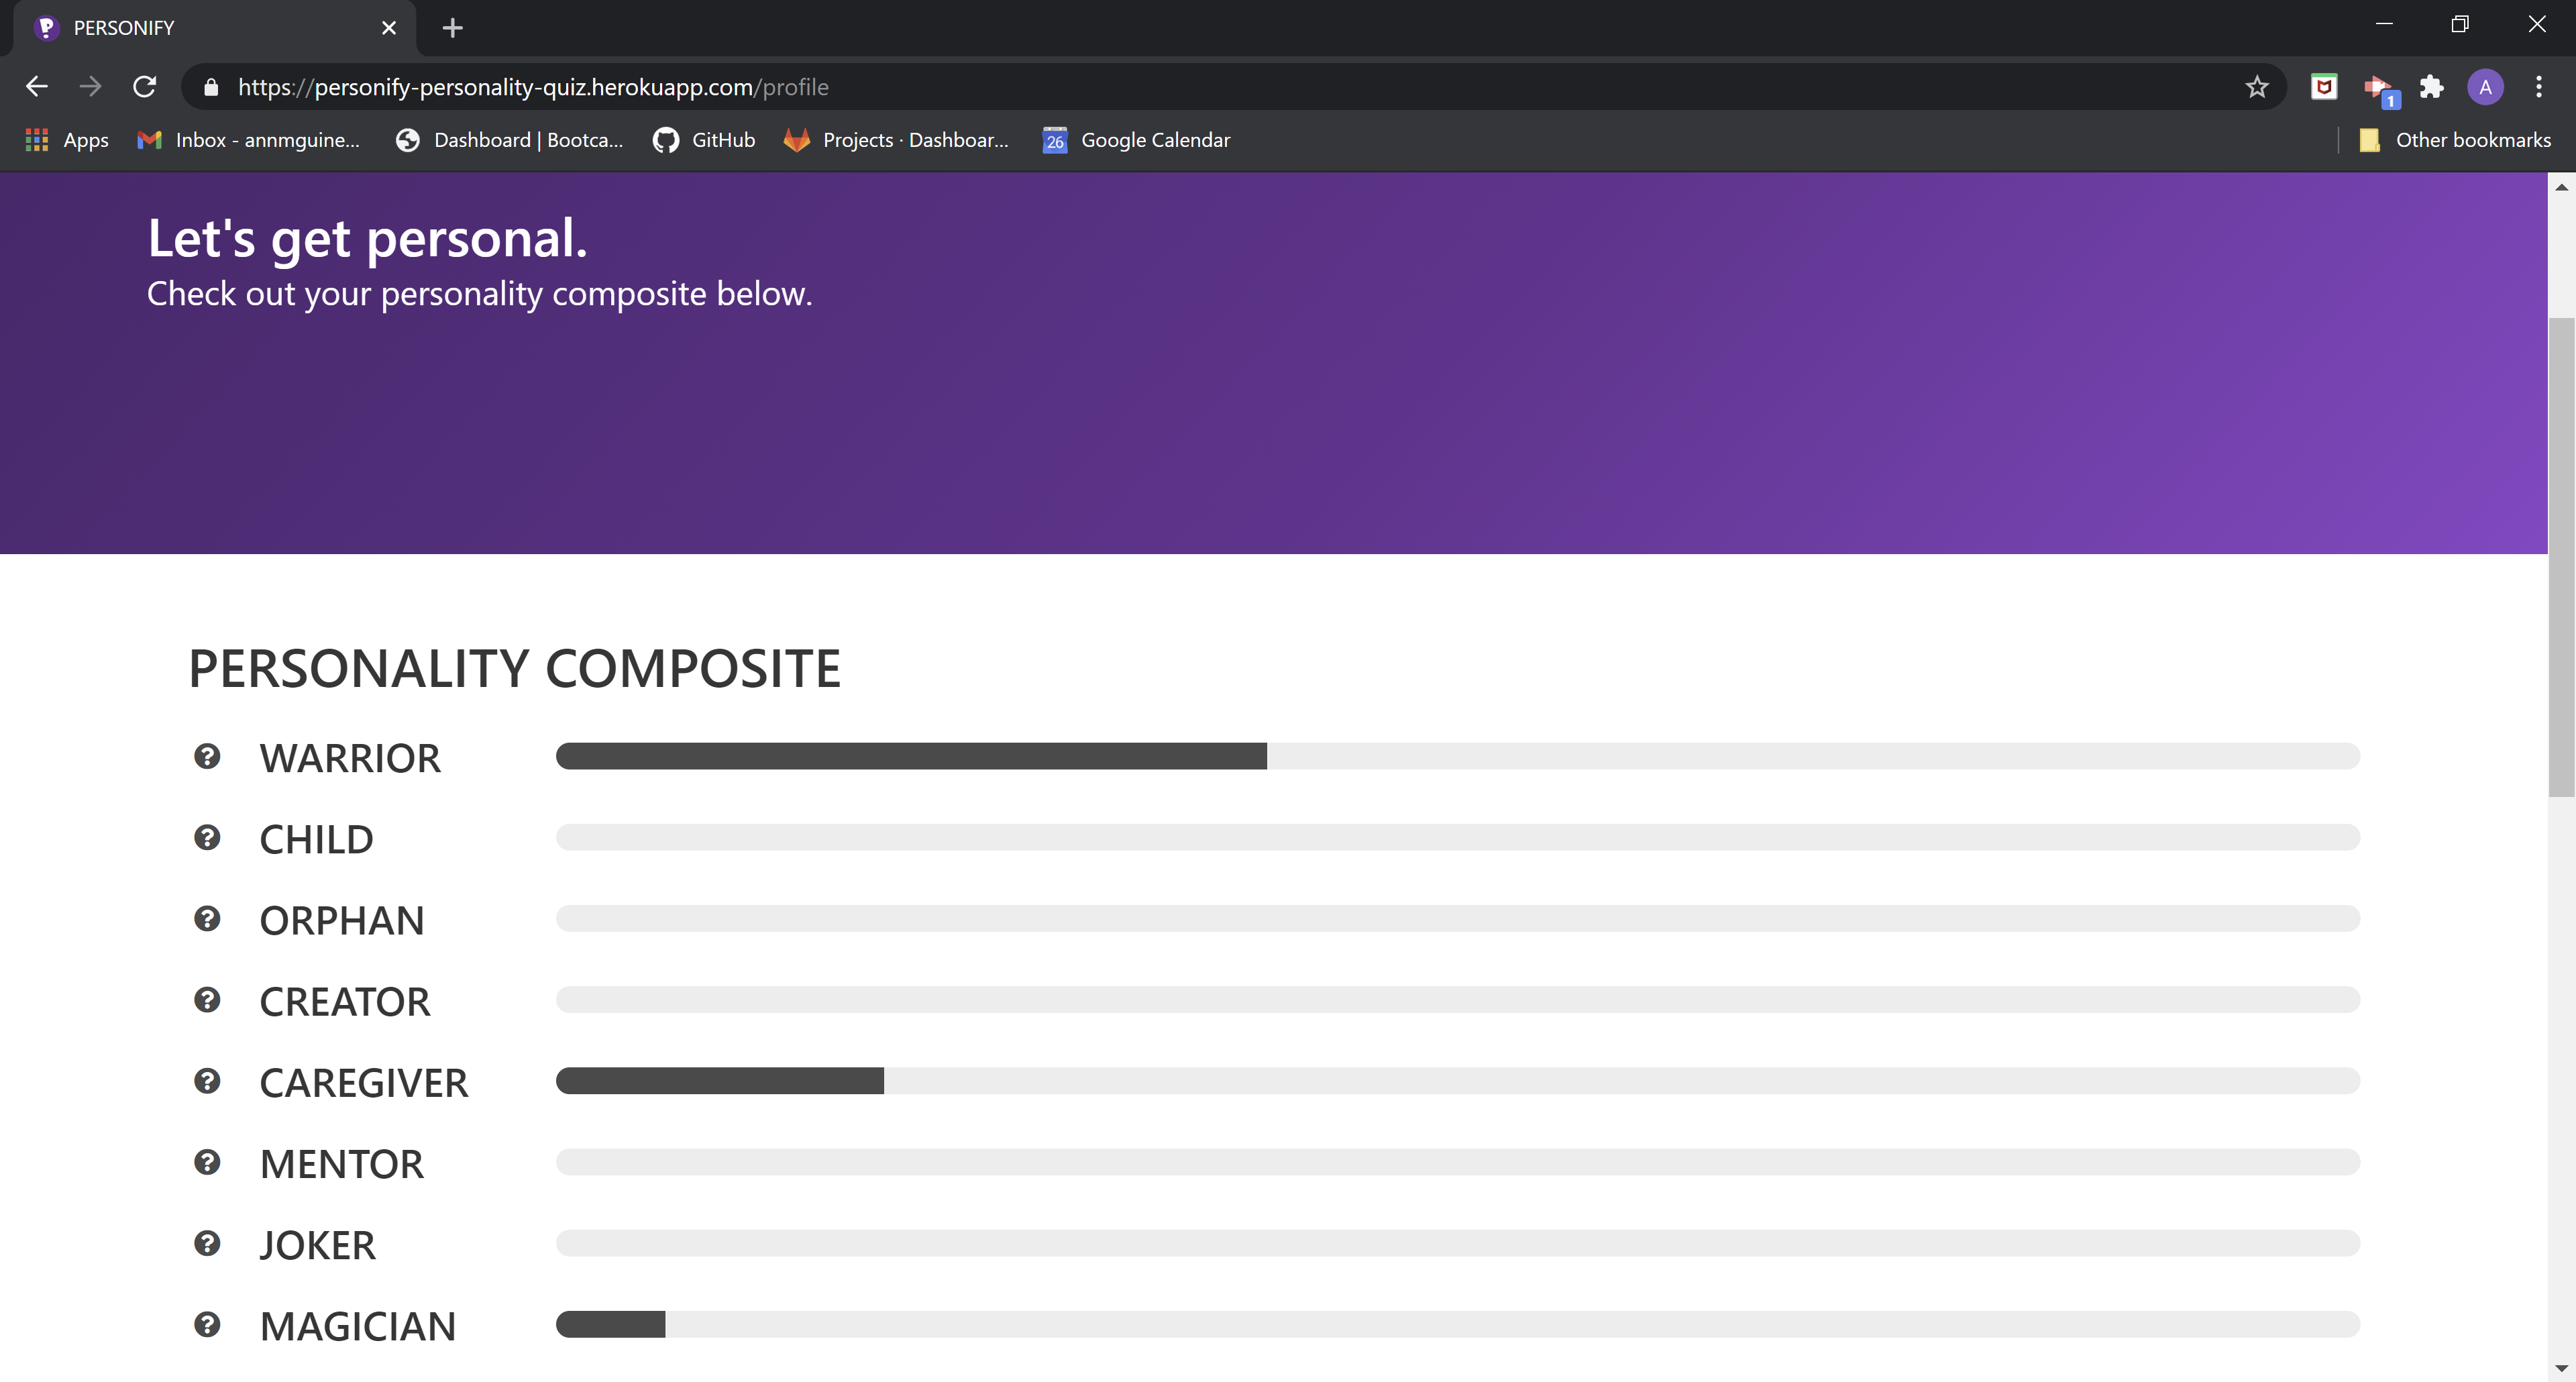 PERSONIFY
https://personify-personality-quiz.herokuapp.com/profile
1
A
Apps
Inbox - annmguine...
Dashboard | Bootca...
GitHub
Projects · Dashboar...
26
Google Calendar
Other bookmarks
Let's get personal.
Check out your personality composite below.
PERSONALITY COMPOSITE
? WARRIOR
? CHILD
? ORPHAN
? CREATOR
? CAREGIVER
? MENTOR
? JOKER
? MAGICIAN